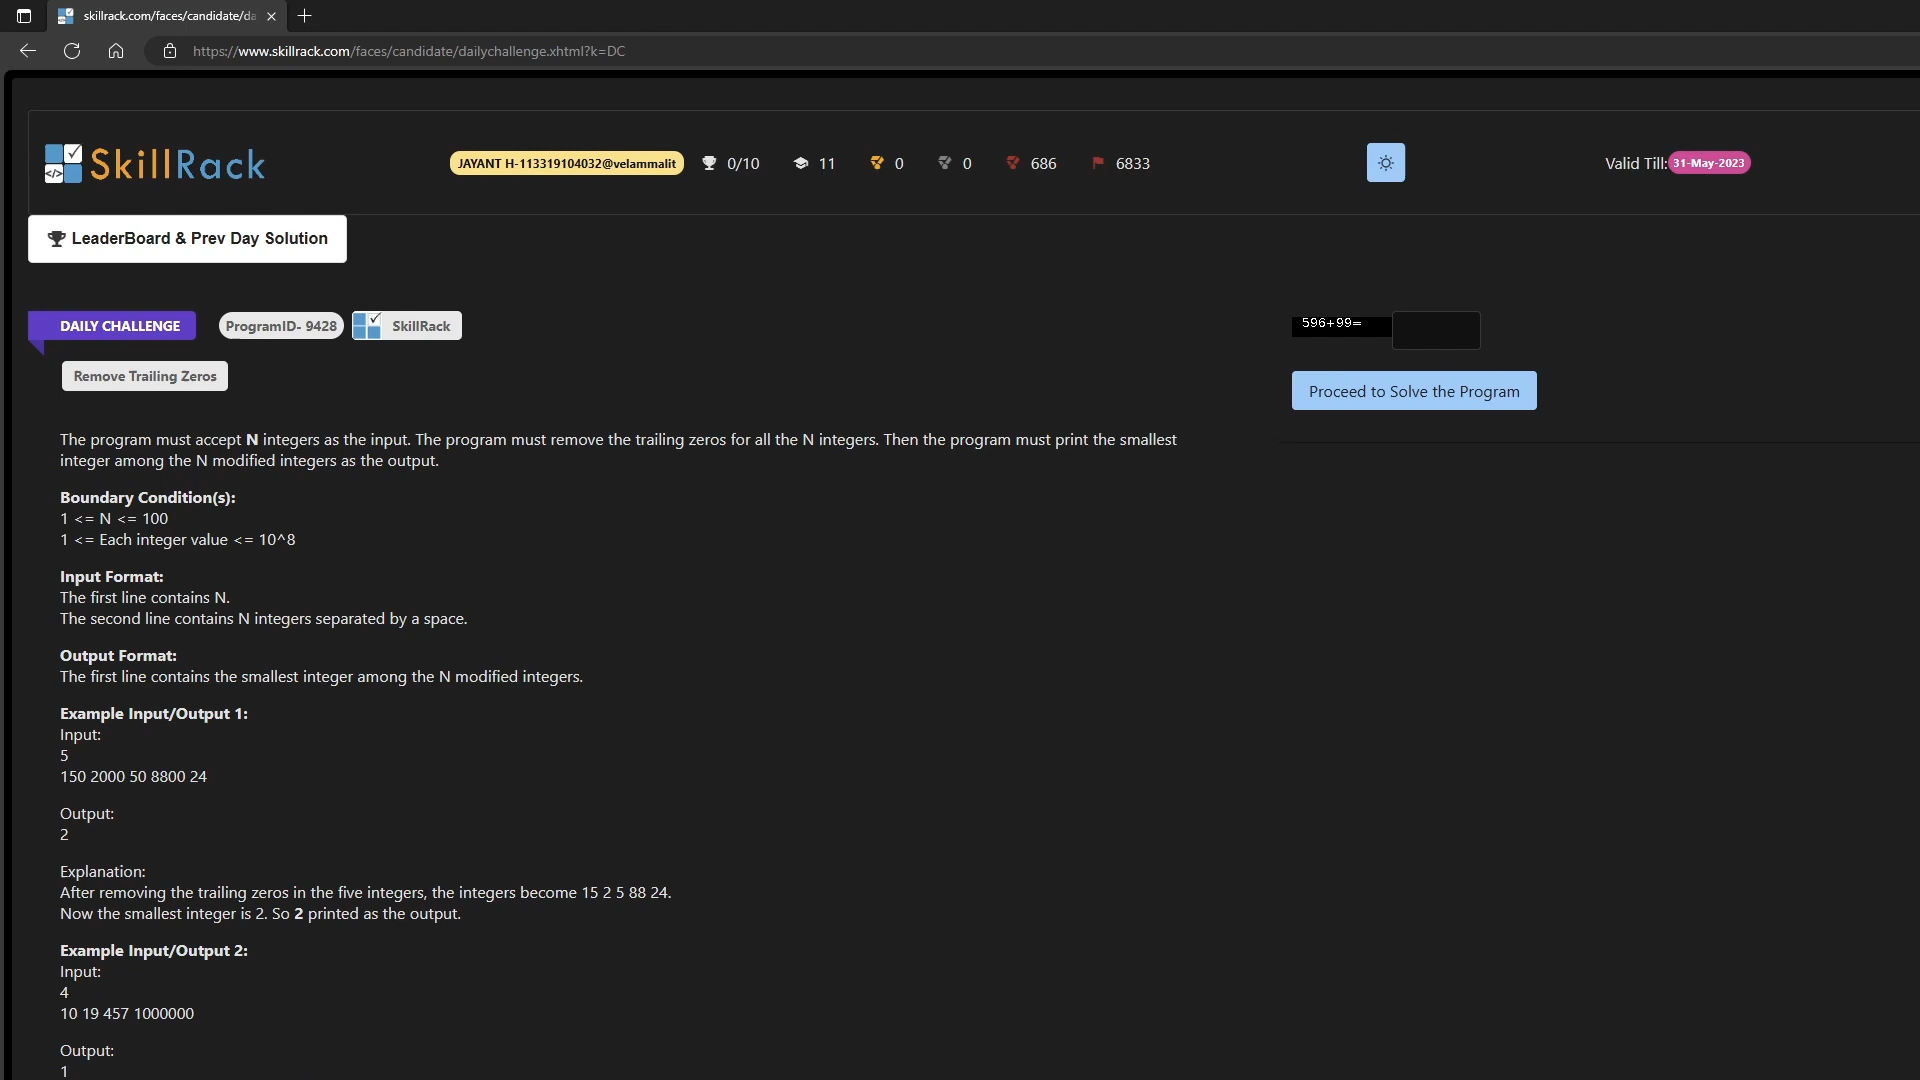 skillrack.com/faces/candidate/da
https://www.skillrack.com/faces/candidate/dailychallenge.xhtml?k=DC
SkillRack
JAYANT H-113319104032@velammalit 0/10 11 0 0 686 6833
Valid Till: 31-May-2023
LeaderBoard & Prev Day Solution
DAILY CHALLENGE ProgramID- 9428 SkillRack
596+99=
Remove Trailing Zeros
Proceed to Solve the Program
The program must accept N integers as the input. The program must remove the trailing zeros for all the N integers. Then the program must print the smallest
integer among the N modified integers as the output.
Boundary Condition(s):
1 <= N <= 100
1 <= Each integer value <= 10^8
Input Format:
The first line contains N.
The second line contains N integers separated by a space.
Output Format:
The first line contains the smallest integer among the N modified integers.
Example Input/Output 1:
Input:
5
150 2000 50 8800 24
Output:
2
Explanation:
After removing the trailing zeros in the five integers, the integers become 15 2 5 88 24.
Now the smallest integer is 2. So 2 printed as the output.
Example Input/Output 2:
Input:
4
10 19 457 1000000
Output:
1